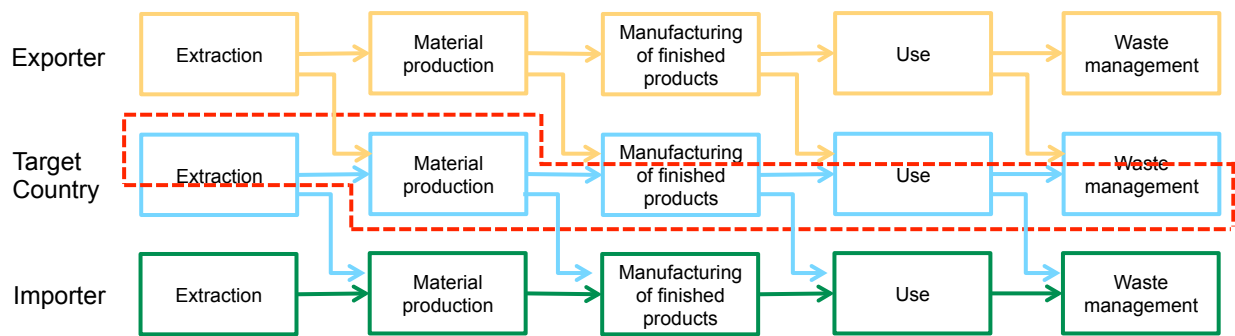 Exporter
Extraction
Material
production
Manufacturing
of finished
products
Use
Waste
management
Target
Country
Extraction
Material
production
Manufacturing
of finished
products
Use
Waste
management
Importer
Extraction
Material
production
Manufacturing
of finished
products
Use
Waste
management